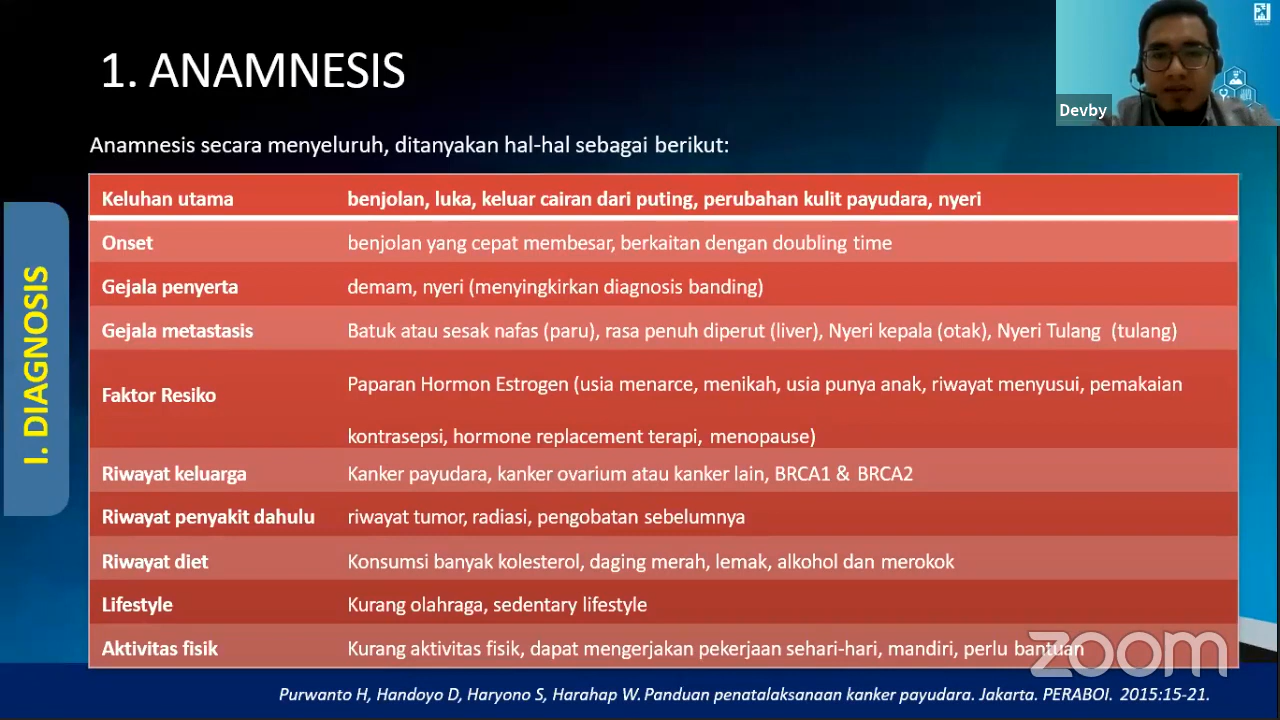 1. ANAMNESIS
Devby
Anamnesis secara menyeluruh, ditanyakan hal-hal sebagai berikut:
I. DIAGNOSIS
Keluhan utama benjolan, luka, keluar cairan dari puting, perubahan kulit payudara, nyeri
Onset benjolan yang cepat membesar, berkaitan dengan doubling time
Gejala penyerta demam, nyeri (menyingkirkan diagnosis banding)
Gejala metastasis Batuk atau sesak nafas (paru), rasa penuh diperut (liver), Nyeri kepala (otak), Nyeri Tulang (tulang)
Faktor Resiko Paparan Hormon Estrogen (usia menarce, menikah, usia punya anak, riwayat menyusui, pemakaian
kontrasepsi, hormone replacement terapi, menopause)
Riwayat keluarga Kanker payudara, kanker ovarium atau kanker lain, BRCA1 & BRCA2
Riwayat penyakit dahulu riwayat tumor, radiasi, pengobatan sebelumnya
Riwayat diet Konsumsi banyak kolesterol, daging merah, lemak, alkohol dan merokok
Lifestyle Kurang olahraga, sedentary lifestyle
Aktivitas fisik Kurang aktivitas fisik, dapat mengerjakan pekerjaan sehari-hari, mandiri, perlu bantuan
zoom
Purwanto H, Handoyo D, Haryono S, Harahap W. Panduan penatalaksanaan kanker payudara. Jakarta. PERABOI. 2015:15-21.